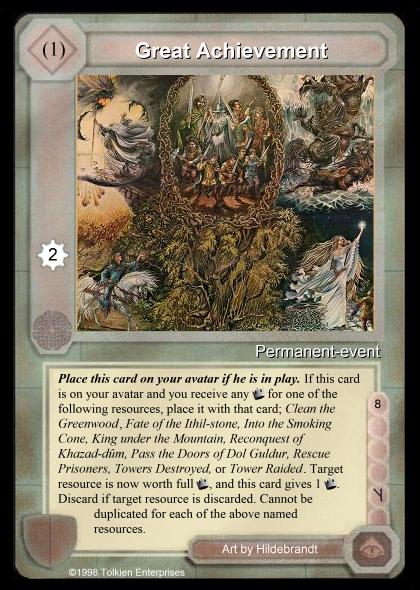 (1)
Great Achievement
2
Permanent-event
Place this card on your avatar if he is in play. If this card
is on your avatar and you receive any for one of the
following resources, place it with that card; Clean the
Greenwood, Fate of the Ithil-stone, Into the Smoking
Cone, King under the Mountain, Reconquest of
Khazad-dûm, Pass the Doors of Dol Guldur, Rescue
Prisoners, Towers Destroyed, or Tower Raided. Target
resource is now worth full , and this card gives 1 .
Discard if target resource is discarded. Cannot be
duplicated for each of the above named
resources.
8
Art by Hildebrandt
©1998 Tolkien Enterprises